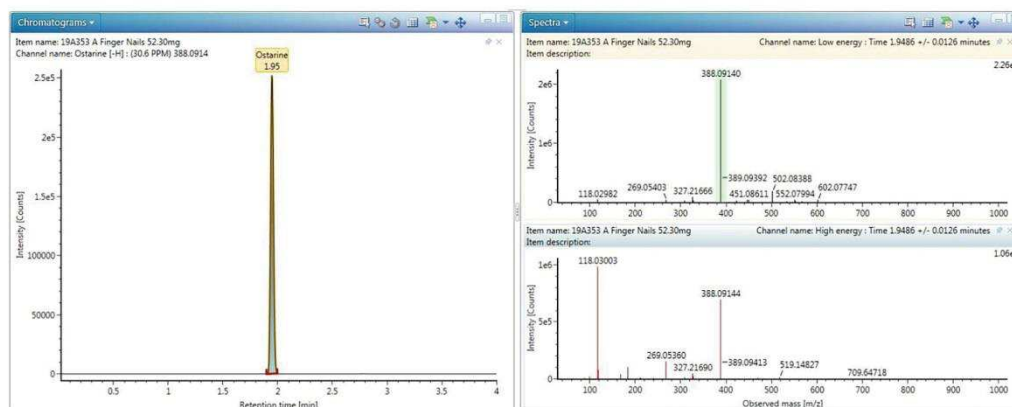 Chromatograms
Item name: 19A353 A Finger Nails 52.30mg
Channel name: Ostarine [-H] : (30.6 PPM) 388.0914
Ostarine
1.95
2.5e5
2e5
1.5e5
100000
50000
0
Intensity [Counts]
0.5 1 1.5 2 2.5 3 3.5 4
Retention time [min]
Spectra
Item name: 19A353 A Finger Nails 52.30mg Channel name: Low energy : Time 1.9486 +/- 0.0126 minutes
Item description:
2.26e
388.09140
2e6
1e6
0
Intensity [Counts]
118.02982
269.05403
327.21666
389.09392
451.08611
502.08388
552.07994
602.07747
100 200 300 400 500 600 700 800 900 1000
Item name: 19A353 A Finger Nails 52.30mg Channel name: High energy : Time 1.9486 +/- 0.0126 minutes
Item description:
1.06e
118.03003
1e6
388.09144
5e5
0
Intensity [Counts]
269.05360
327.21690
389.09413
519.14827
709.64718
100 200 300 400 500 600 700 800 900 1000
Observed mass [m/z]